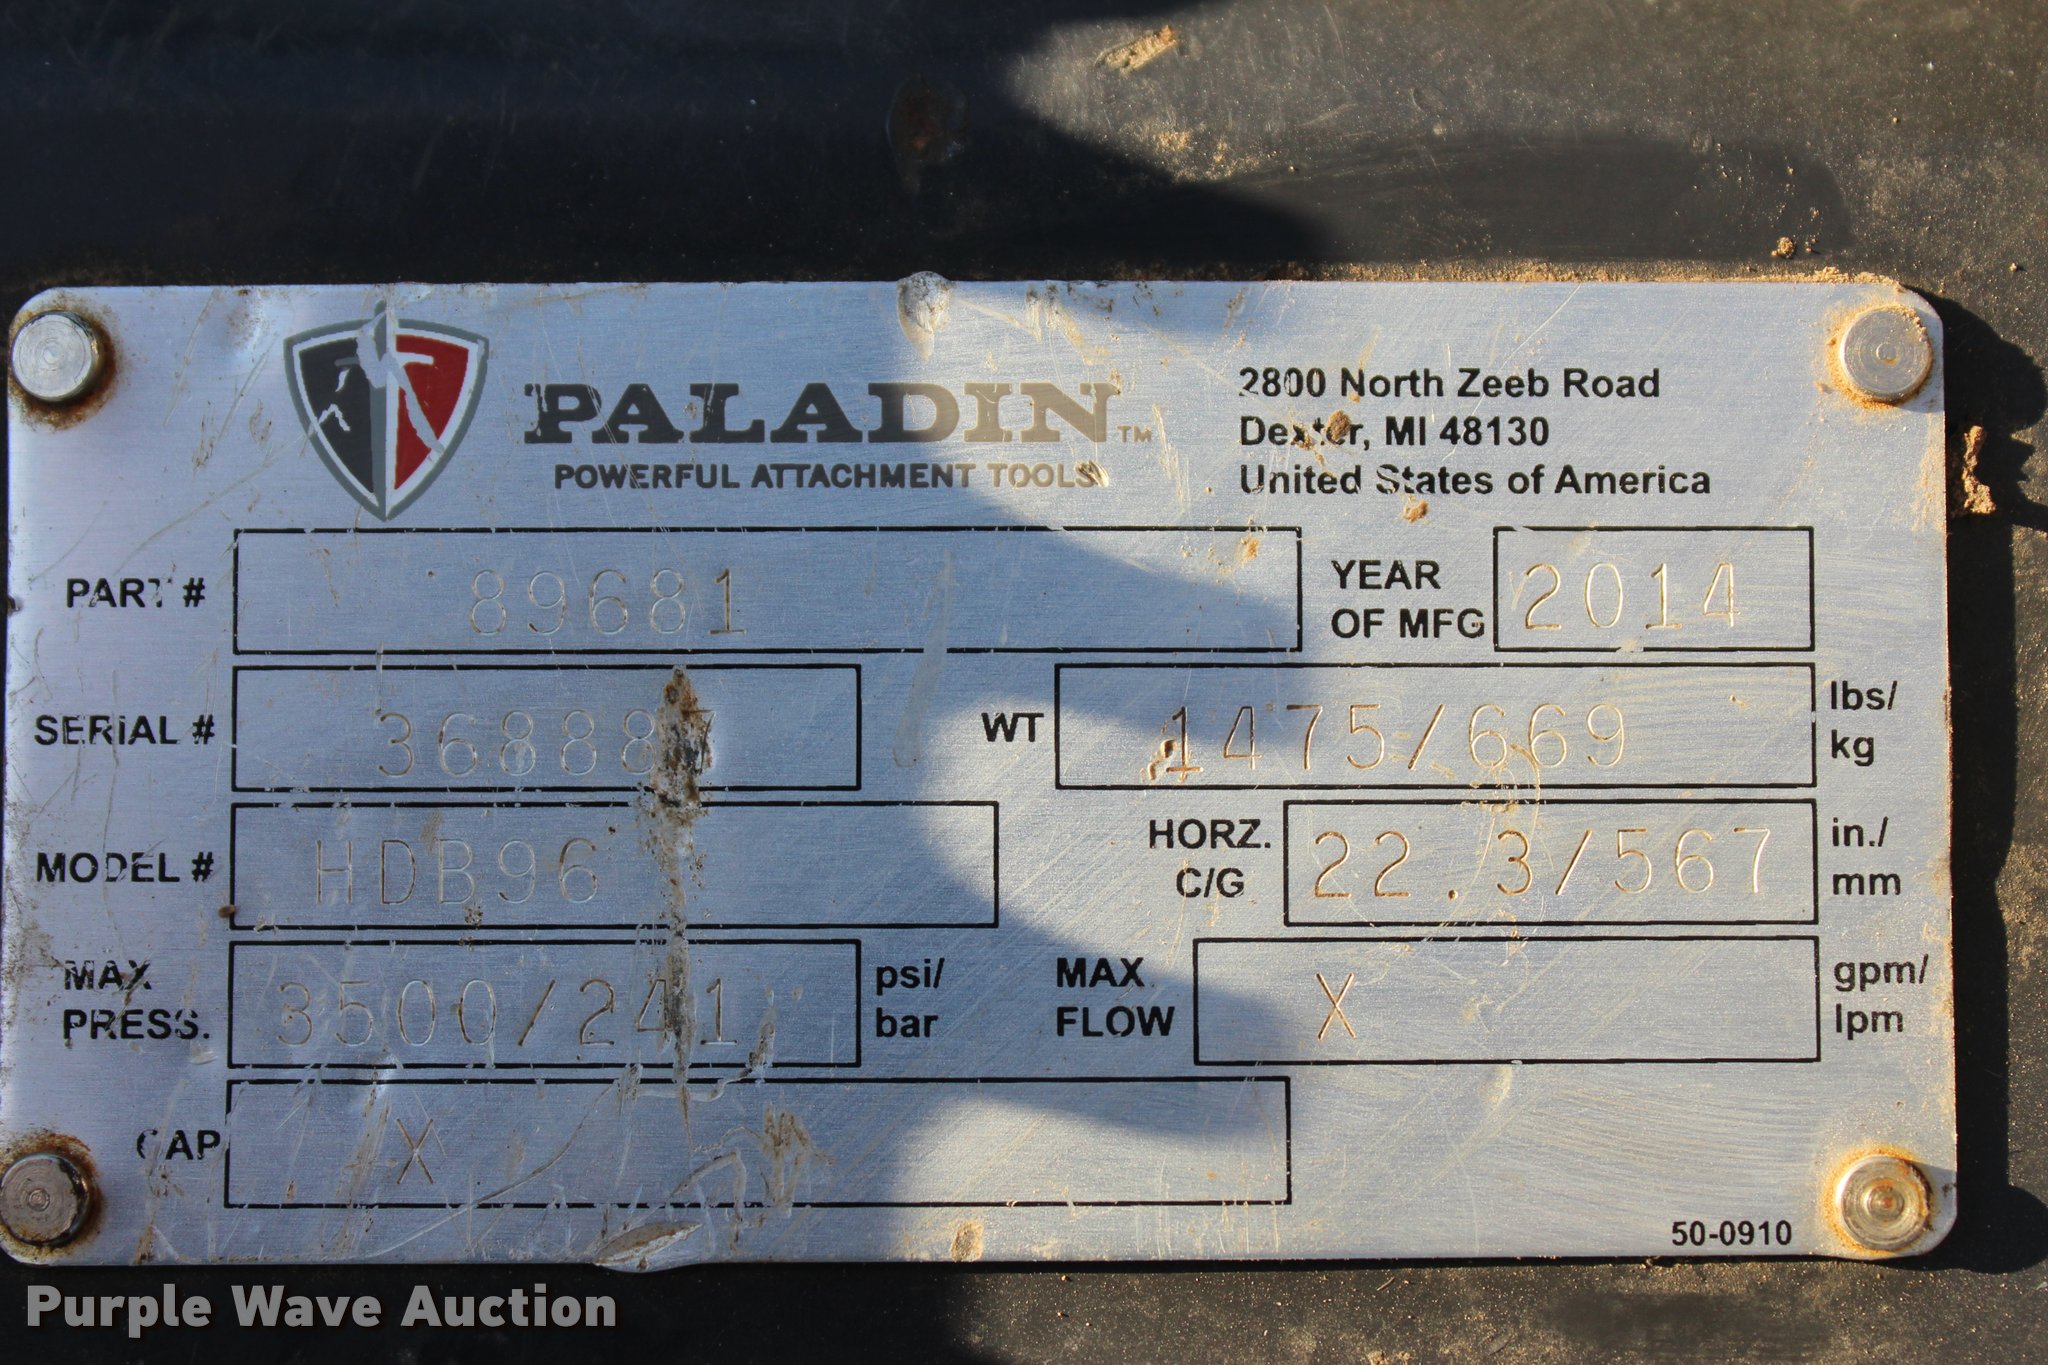 PALADIN™
POWERFUL ATTACHMENT TOOLS
2800 North Zeeb Road
Dexter, MI 48130
United States of America
PART # 89681
YEAR OF MFG 2014
SERIAL #
WT 1475/669 lbs/kg
MODEL # HDB96
HORZ. C/G 22.3/567 in./mm
MAX PRESS. 3500/241 psi/bar
MAX FLOW X gpm/lpm
CAP X
50-0910
Purple Wave Auction